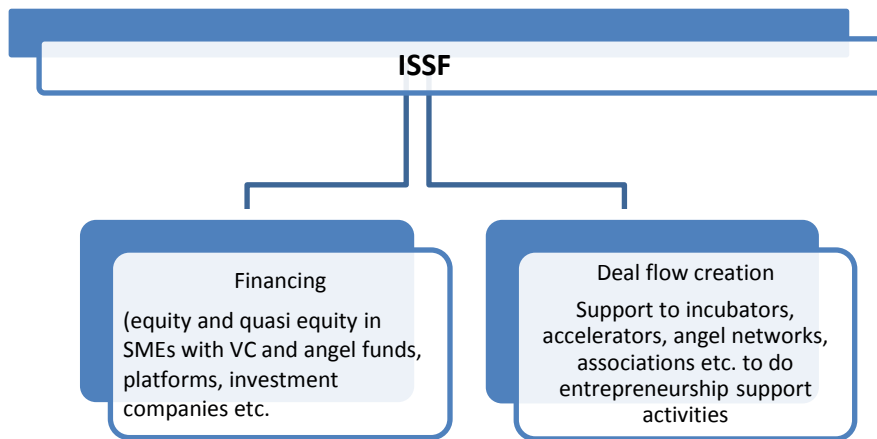 ISSF
Financing
(equity and quasi equity in
SMEs with VC and angel funds,
platforms, investment
companies etc.
Deal flow creation
Support to incubators,
accelerators, angel networks,
associations etc. to do
entrepreneurship support
activities